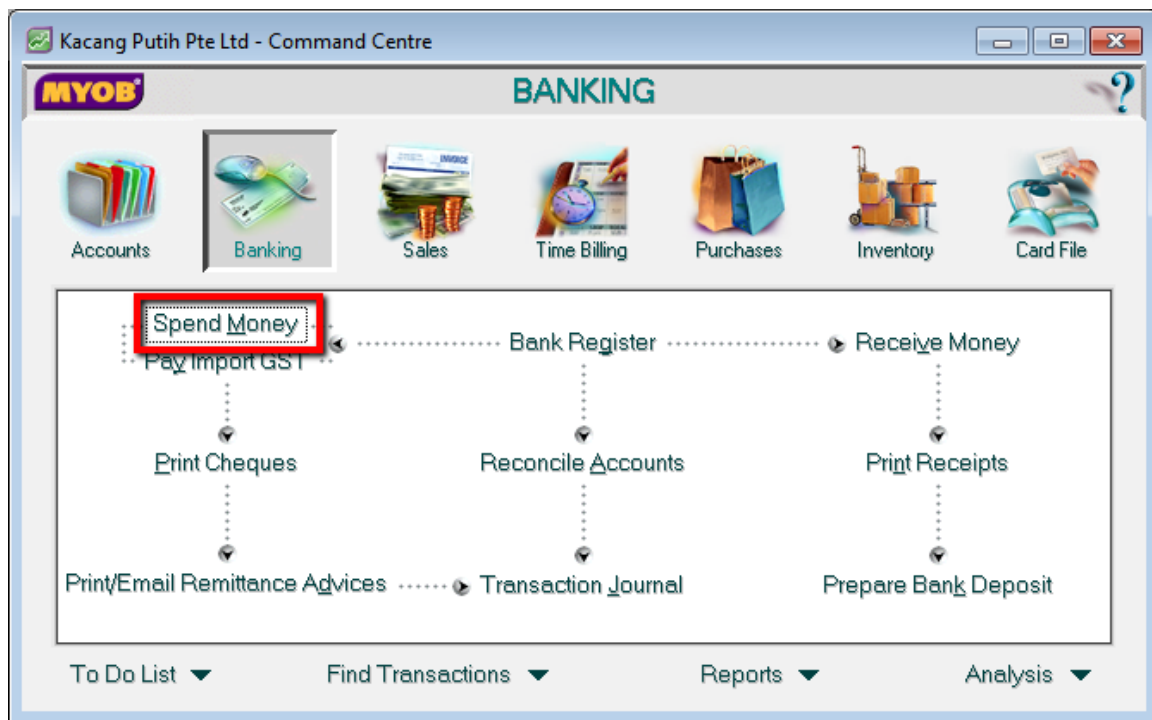 Kacang Putih Pte Ltd - Command Centre
MYOB
BANKING
?
INVOICE
Accounts
Banking
Sales
Time Billing
Purchases
Inventory
Card File
Spend Money
Pay Import GST
Bank Register
Receive Money
Print Cheques
Reconcile Accounts
Print Receipts
Print/Email Remittance Advices
Transaction Journal
Prepare Bank Deposit
To Do List
Find Transactions
Reports
Analysis